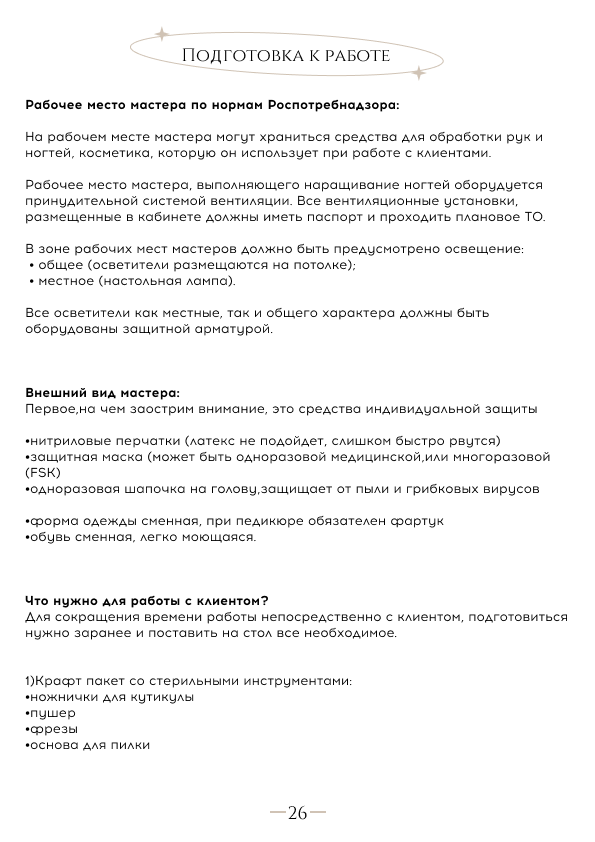 Подготовка к работе
Рабочее место мастера по нормам Роспотребнадзора:
На рабочем месте мастера могут храниться средства для обработки рук и
ногтей, косметика, которую он использует при работе с клиентами.
Рабочее место мастера, выполняющего наращивание ногтей оборудуется
принудительной системой вентиляции. Все вентиляционные установки,
размещенные в кабинете должны иметь паспорт и проходить плановое ТО.
В зоне рабочих мест мастеров должно быть предусмотрено освещение:
• общее (осветители размещаются на потолке);
• местное (настольная лампа).
Все осветители как местные, так и общего характера должны быть
оборудованы защитной арматурой.
Внешний вид мастера:
Первое,на чем заострим внимание, это средства индивидуальной защиты
•нитриловые перчатки (латекс не подойдет, слишком быстро рвутся)
•защитная маска (может быть одноразовой медицинской,или многоразовой
(FSK)
•одноразовая шапочка на голову,защищает от пыли и грибковых вирусов
•форма одежды сменная, при педикюре обязателен фартук
•обувь сменная, легко моющаяся.
Что нужно для работы с клиентом?
Для сокращения времени работы непосредственно с клиентом, подготовиться
нужно заранее и поставить на стол все необходимое.
1)Крафт пакет со стерильными инструментами:
•ножнички для кутикулы
•пушер
•фрезы
•основа для пилки
—26—